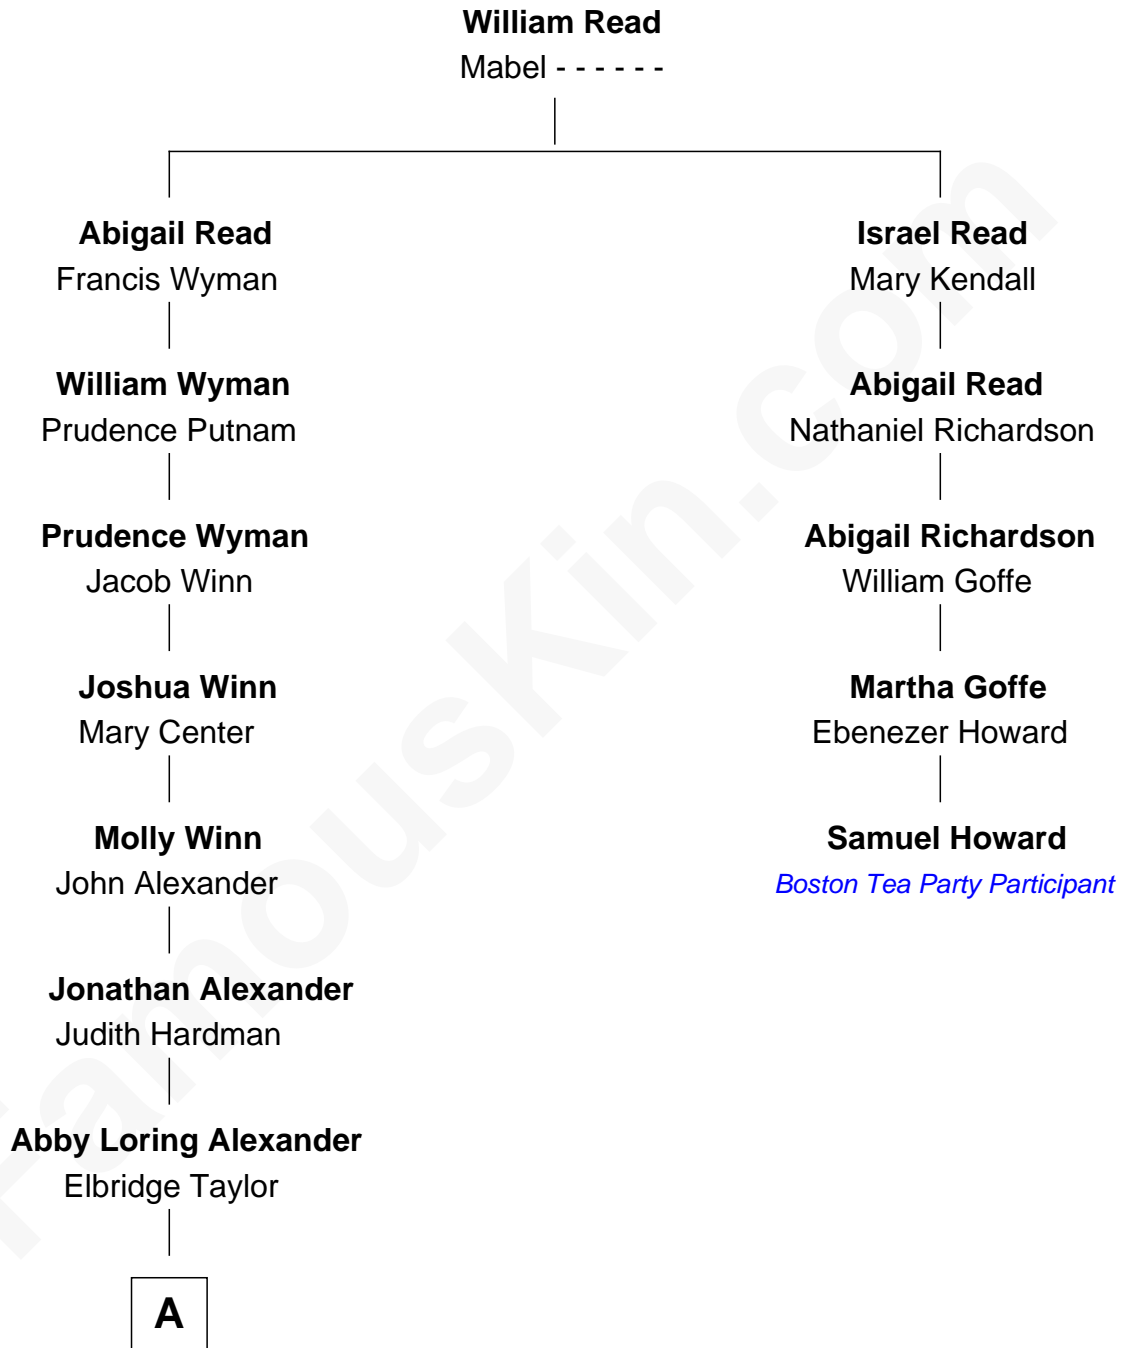 William Read
Mabel - - - - - -
Abigail Read
Francis Wyman
William Wyman
Prudence Putnam
Prudence Wyman
Jacob Winn
Joshua Winn
Mary Center
Molly Winn
John Alexander
Jonathan Alexander
Judith Hardman
Abby Loring Alexander
Elbridge Taylor
A
Israel Read
Mary Kendall
Abigail Read
Nathaniel Richardson
Abigail Richardson
William Goffe
Martha Goffe
Ebenezer Howard
Samuel Howard
Boston Tea Party Participant
FamousKin.com